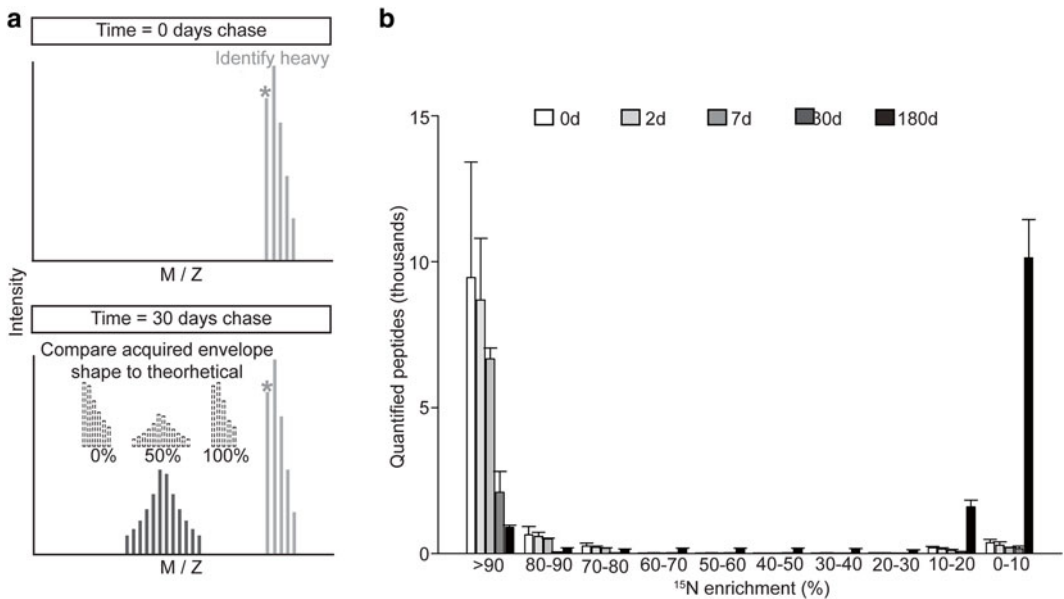 a
Time = 0 days chase
Identify heavy
*
M / Z
Intensity
Time = 30 days chase
Compare acquired envelope
shape to theorhetical
*
0% 50% 100%
M / Z
b
0d 2d 7d 30d 180d
Quantified peptides (thousands)
15
10
5
0
>90 80-90 70-80 60-70 50-60 40-50 30-40 20-30 10-20 0-10
¹⁵N enrichment (%)